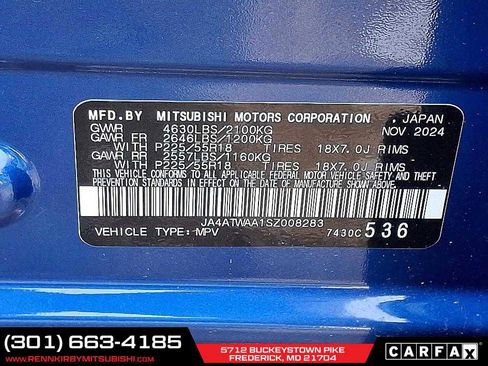 MFD.BY MITSUBISHI MOTORS CORPORATION , JAPAN
GVWR 4630LBS/2100KG NOV.2024
GAWR FR 2646LBS/1200KG
WITH P225/55R18 TIRES 18X7.0J RIMS
GAWR RR 2557LBS/1160KG
WITH P225/55R18 TIRES 18X7.0J RIMS
THIS VEHICLE CONFORMS TO ALL APPLICABLE FEDERAL MOTOR
VEHICLE SAFETY AND THEFT PREVENTION STANDARDS IN EFFECT
ON THE DATE OF MANUFACTURE SHOWN ABOVE.
JA4ATWAA1SZ008283
VEHICLE TYPE:MPV 7430C 536
(301) 663-4185
WWW.RENNKIRBYMITSUBISHI.COM
5712 BUCKEYSTOWN PIKE
FREDERICK, MD 21704
CARFAX